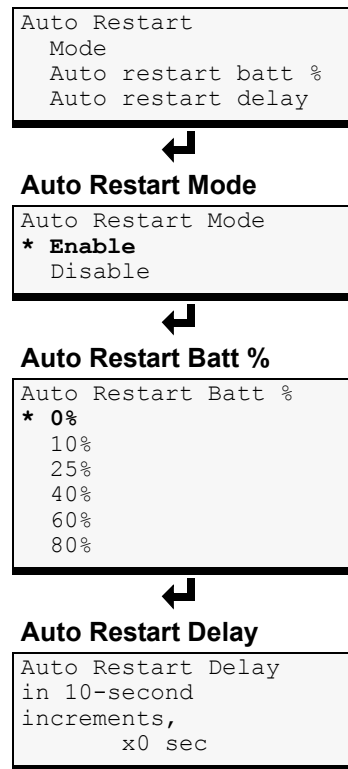 Auto Restart
Mode
Auto restart batt %
Auto restart delay
Auto Restart Mode
Auto Restart Mode
* Enable
Disable
Auto Restart Batt %
Auto Restart Batt %
* 0%
10%
25%
40%
60%
80%
Auto Restart Delay
Auto Restart Delay
in 10-second
increments,
x0 sec